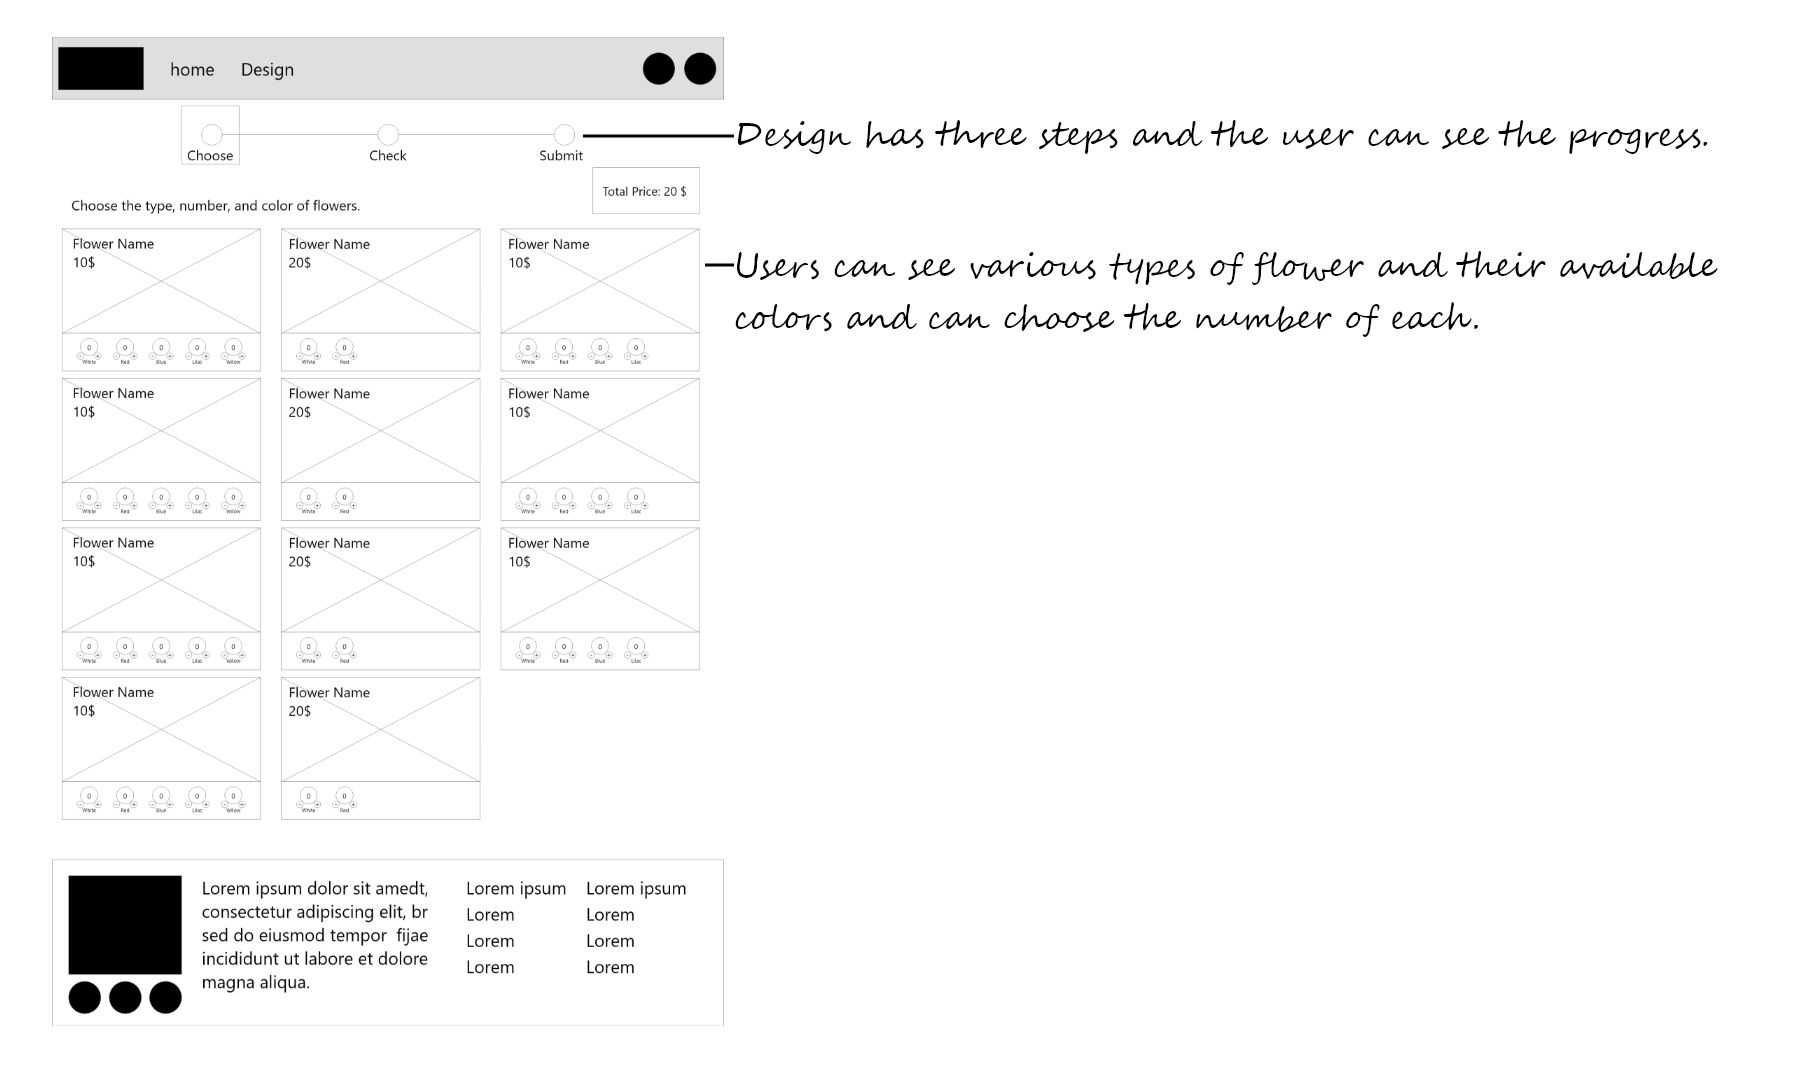 home Design
Choose Check Submit
Design has three steps and the user can see the progress.
Total Price: 20 $
Choose the type, number, and color of flowers.
Users can see various types of flower and their available
colors and can choose the number of each.
Flower Name Flower Name Flower Name
10$ 20$ 10$
0 0 0 0 0 0 0 0 0 0 0
- + - + - + - + - + - + - + - + - + - + - +
White Red Blue Lilac Yellow White Red White Red Blue Lilac
Flower Name Flower Name Flower Name
10$ 20$ 10$
0 0 0 0 0 0 0 0 0 0 0
- + - + - + - + - + - + - + - + - + - + - +
White Red Blue Lilac Yellow White Red White Red Blue Lilac
Flower Name Flower Name Flower Name
10$ 20$ 10$
0 0 0 0 0 0 0 0 0 0 0
- + - + - + - + - + - + - + - + - + - + - +
White Red Blue Lilac Yellow White Red White Red Blue Lilac
Flower Name Flower Name
10$ 20$
0 0 0 0 0 0 0
- + - + - + - + - + - + - +
White Red Blue Lilac Yellow White Red
Lorem ipsum dolor sit amedt,
consectetur adipiscing elit, br
sed do eiusmod tempor fijae
incididunt ut labore et dolore
magna aliqua.
Lorem ipsum
Lorem
Lorem
Lorem
Lorem ipsum
Lorem
Lorem
Lorem